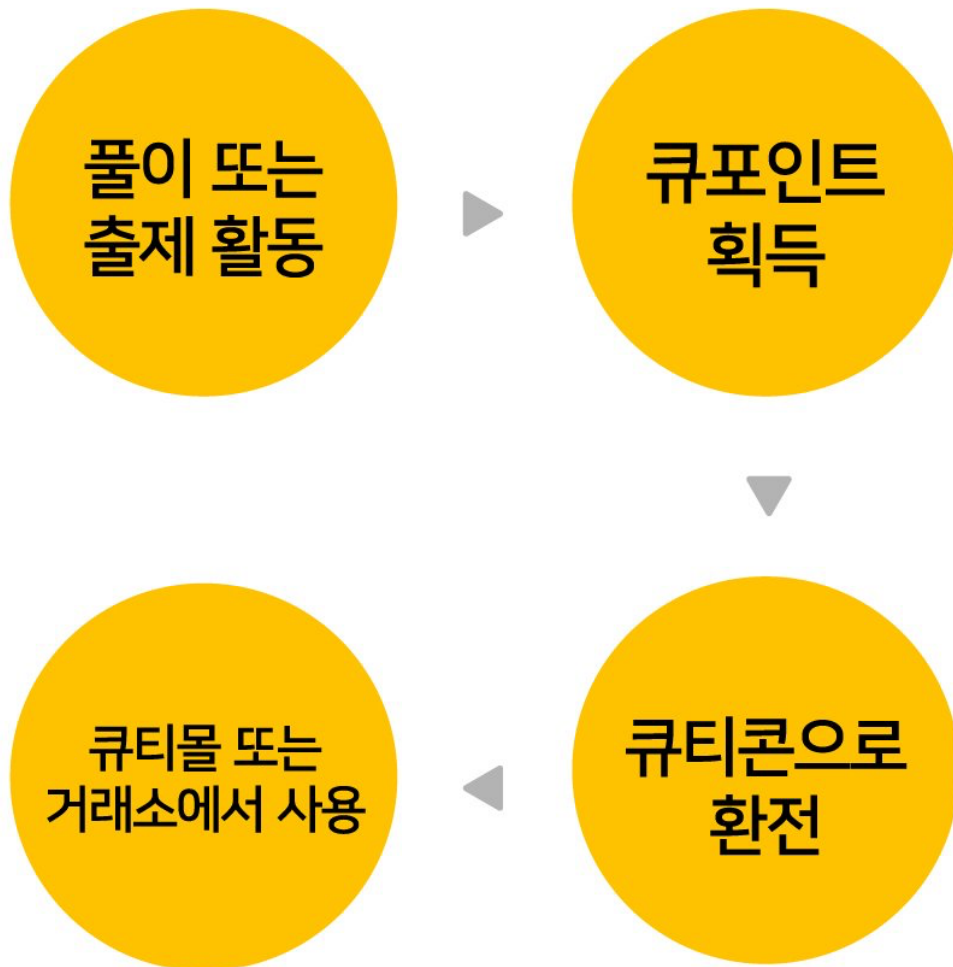 풀이 또는
출제 활동
큐포인트
획득
큐티콘으로
환전
큐티몰 또는
거래소에서 사용